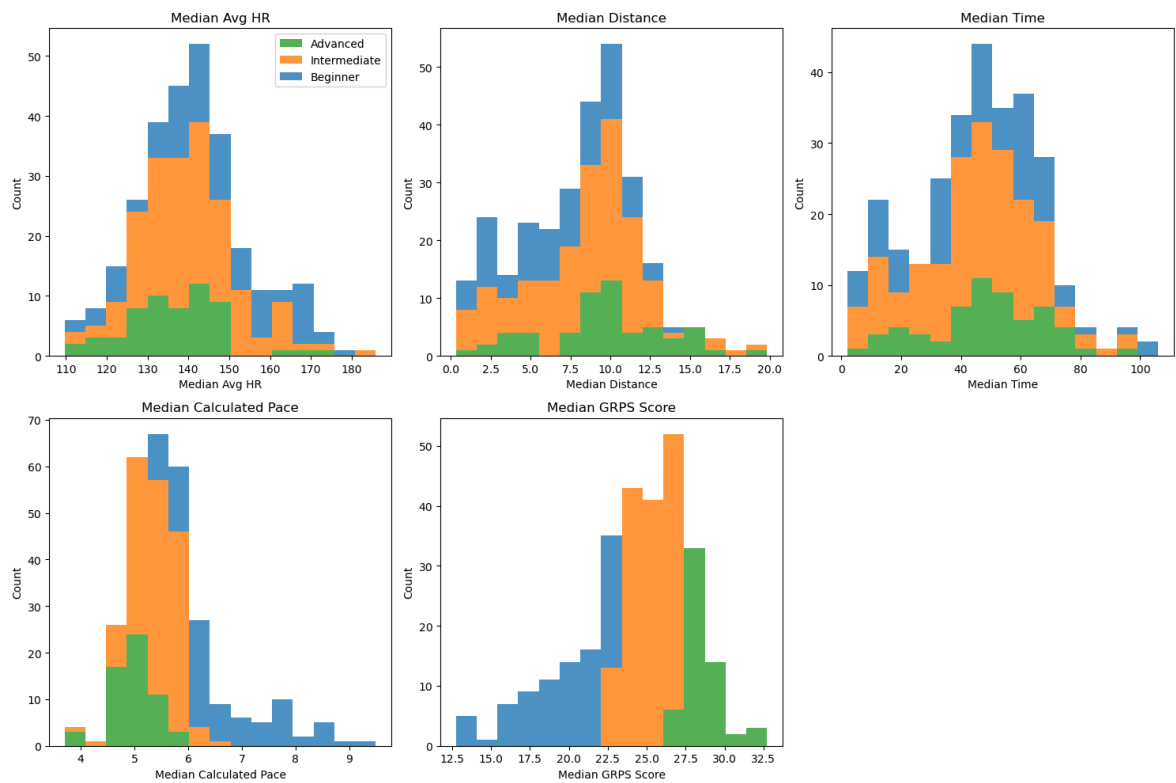 Median Avg HR
Median Distance
Median Time
Advanced
Intermediate
Beginner
Count
0
10
20
30
40
50
110 120 130 140 150 160 170 180
Median Avg HR
Count
0
10
20
30
40
50
0.0 2.5 5.0 7.5 10.0 12.5 15.0 17.5 20.0
Median Distance
Count
0
10
20
30
40
0 20 40 60 80 100
Median Time
Median Calculated Pace
Median GRPS Score
Count
0
10
20
30
40
50
60
70
4 5 6 7 8 9
Median Calculated Pace
Count
0
10
20
30
40
50
12.5 15.0 17.5 20.0 22.5 25.0 27.5 30.0 32.5
Median GRPS Score